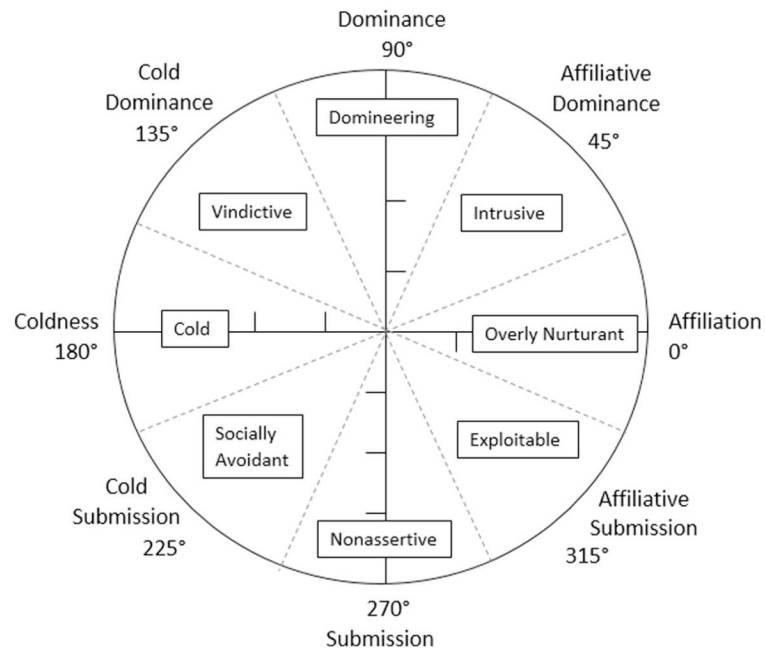 Dominance
90°
Cold
Dominance
135°
Affiliative
Dominance
45°
Domineering
Vindictive
Intrusive
Coldness
180°
Cold
Overly Nurturant
Affiliation
0°
Socially
Avoidant
Exploitable
Cold
Submission
225°
Affiliative
Submission
315°
Nonassertive
270°
Submission